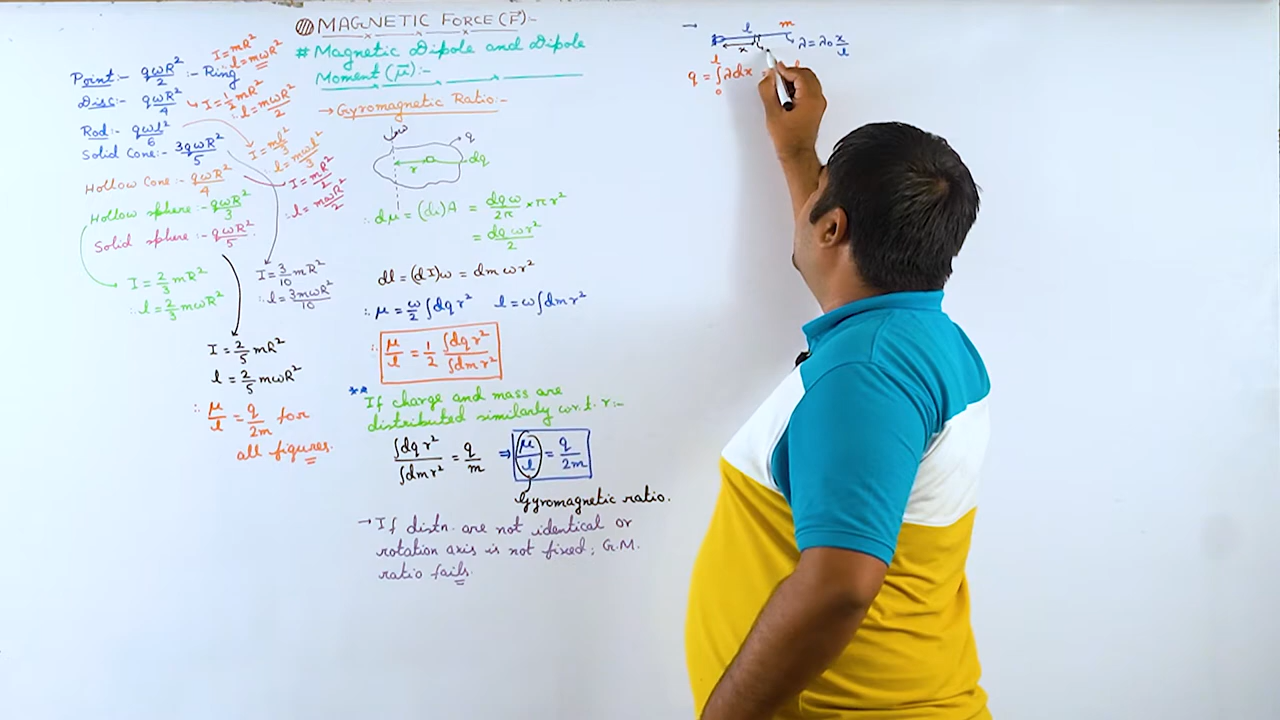 MAGNETIC FORCE (F):-
# Magnetic Dipole and Dipole
Moment (μ):-
→ Gyromagnetic Ratio:-
Point:- qωR²/2 :- Ring
I = mR²
∴ l = mωR²
Disc:- qωR²/4
I = 1/2 mR²
∴ l = mωR²/2
Rod:- qωl²/6
I = ml²/3
∴ l = mωl²/3
Solid Cone:- 3qωR²/5
Hollow Cone:- qωR²/4
I = mR²/2
∴ l = mωR²/2
Hollow sphere:- qωR²/3
Solid sphere:- qωR²/5
I = 2/3 mR²
∴ l = 2/3 mωR²
I = 3/10 mR²
∴ l = 3mωR²/10
I = 2/5 mR²
l = 2/5 mωR²
∴ μ/l = q/2m for
all figures.
q
dq
r
∴ dμ = (di)A = dqω/2π × πr²
= dqωr²/2
dl = (dI)ω = dmωr²
∴ μ = ω/2 ∫dq r² l = ω∫dm r²
∴ μ/l = 1/2 ∫dq r²/∫dm r²
** If charge and mass are
distributed similarly w.r.t. r:-
∫dq r²/∫dm r² = q/m ⇒ μ/l = q/2m
Gyromagnetic ratio.
→ If distn. are not identical or
rotation axis is not fixed; G.M.
ratio fails.
→ l m
x
λ = λ₀ x/l
q = ∫₀ˡ λdx =